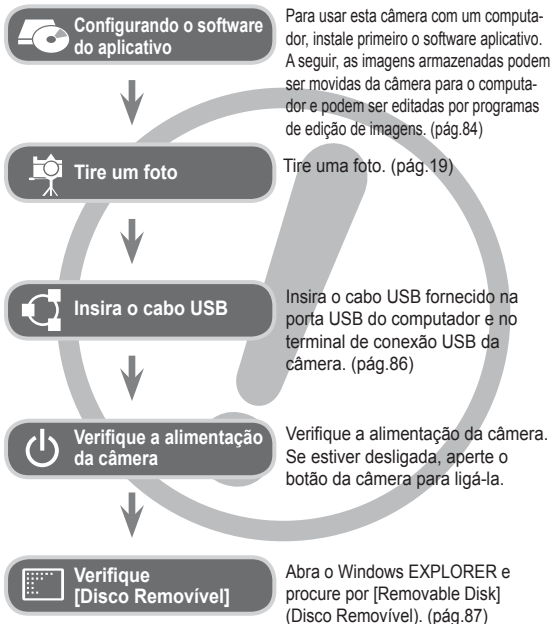 Configurando o software
do aplicativo
Para usar esta câmera com um computa-
dor, instale primeiro o software aplicativo.
A seguir, as imagens armazenadas podem
ser movidas da câmera para o computa-
dor e podem ser editadas por programas
de edição de imagens. (pág.84)
Tire um foto
Tire uma foto. (pág.19)
Insira o cabo USB
Insira o cabo USB fornecido na
porta USB do computador e no
terminal de conexão USB da
câmera. (pág.86)
Verifique a alimentação
da câmera
Verifique a alimentação da câmera.
Se estiver desligada, aperte o
botão da câmera para ligá-la.
Verifique
[Disco Removível]
Abra o Windows EXPLORER e
procure por [Removable Disk]
(Disco Removível). (pág.87)